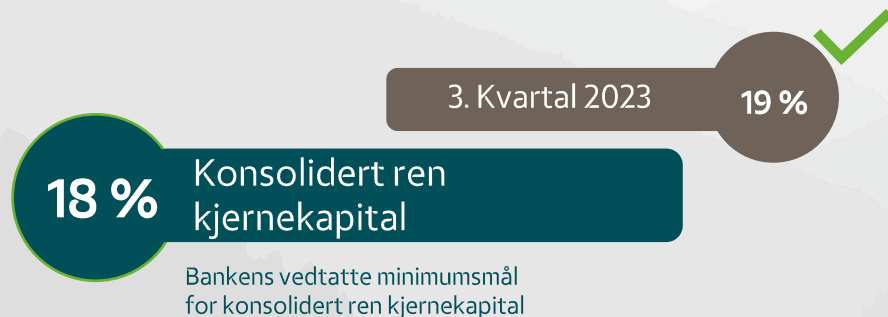 3. Kvartal 2023
19 %
18 %
Konsolidert ren
kjernekapital
Bankens vedtatte minimumsmål
for konsolidert ren kjernekapital